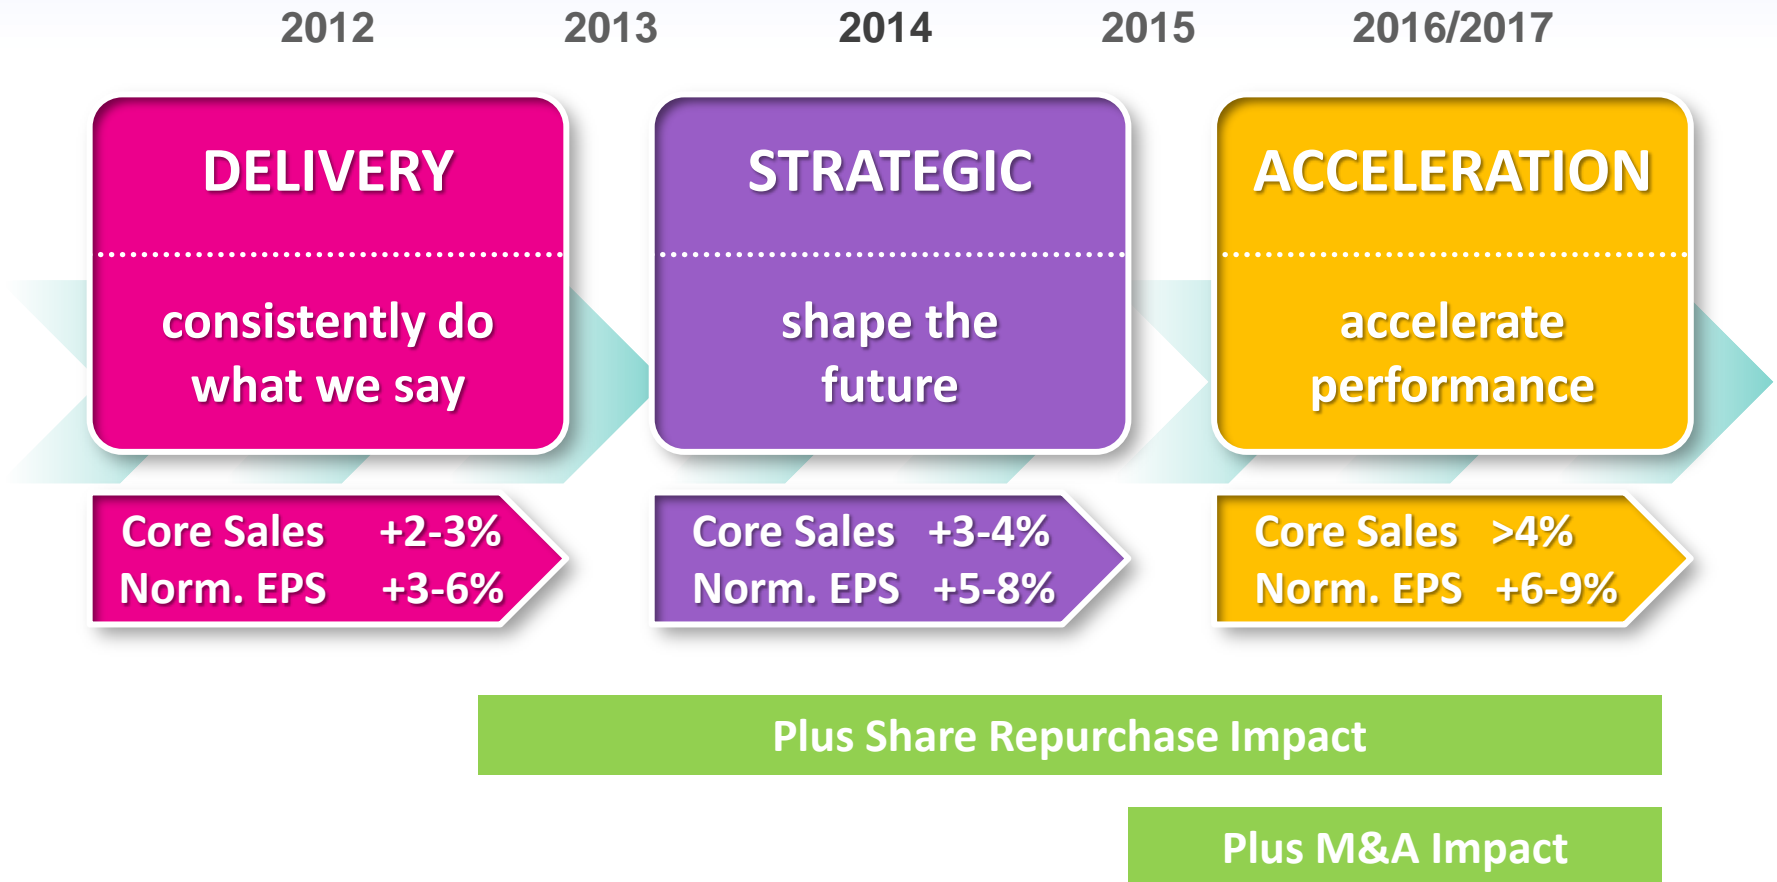 2012 2013 2014 2015 2016/2017
DELIVERY
consistently do
what we say
Core Sales +2-3%
Norm. EPS +3-6%
STRATEGIC
shape the
future
Core Sales +3-4%
Norm. EPS +5-8%
ACCELERATION
accelerate
performance
Core Sales >4%
Norm. EPS +6-9%
Plus Share Repurchase Impact
Plus M&A Impact